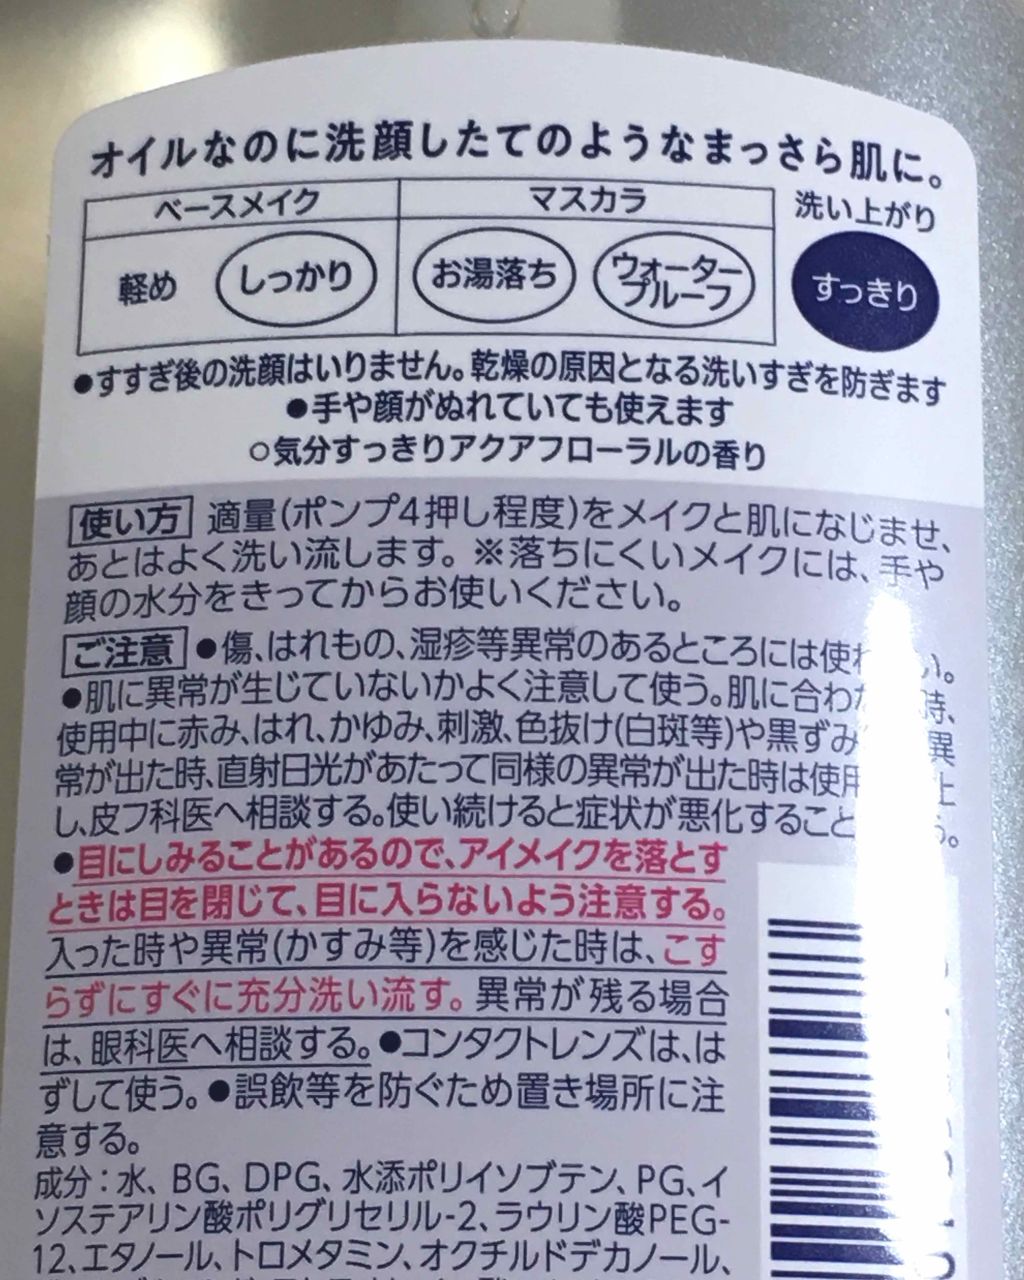 オイルなのに洗顔したてのようなまっさら肌に。
ベースメイク マスカラ 洗い上がり
軽め しっかり お湯落ち ウォータープルーフ すっきり
●すすぎ後の洗顔はいりません。乾燥の原因となる洗いすぎを防ぎます
●手や顔がぬれていても使えます
○気分すっきりアクアフローラルの香り
使い方 適量(ポンプ4押し程度)をメイクと肌になじませ、
あとはよく洗い流します。※落ちにくいメイクには、手や
顔の水分をきってからお使いください。
ご注意 ●傷、はれもの、湿疹等異常のあるところには使わ い。
●肌に異常が生じていないかよく注意して使う。肌に合わ 時、
使用中に赤み、はれ、かゆみ、刺激、色抜け(白斑等)や黒ずみ 異
常が出た時、直射日光があたって同様の異常が出た時は使用 止
し、皮フ科医へ相談する。使い続けると症状が悪化すること う。
●目にしみることがあるので、アイメイクを落とす
ときは目を閉じて、目に入らないよう注意する。
入った時や異常(かすみ等)を感じた時は、こす
らずにすぐに充分洗い流す。異常が残る場合
は、眼科医へ相談する。●コンタクトレンズは、は
ずして使う。●誤飲等を防ぐため置き場所に注
意する。
成分：水、BG、DPG、水添ポリイソブテン、PG、イ
ソステアリン酸ポリグリセリル-2、ラウリン酸PEG-
12、エタノール、トロメタミン、オクチルドデカノール、